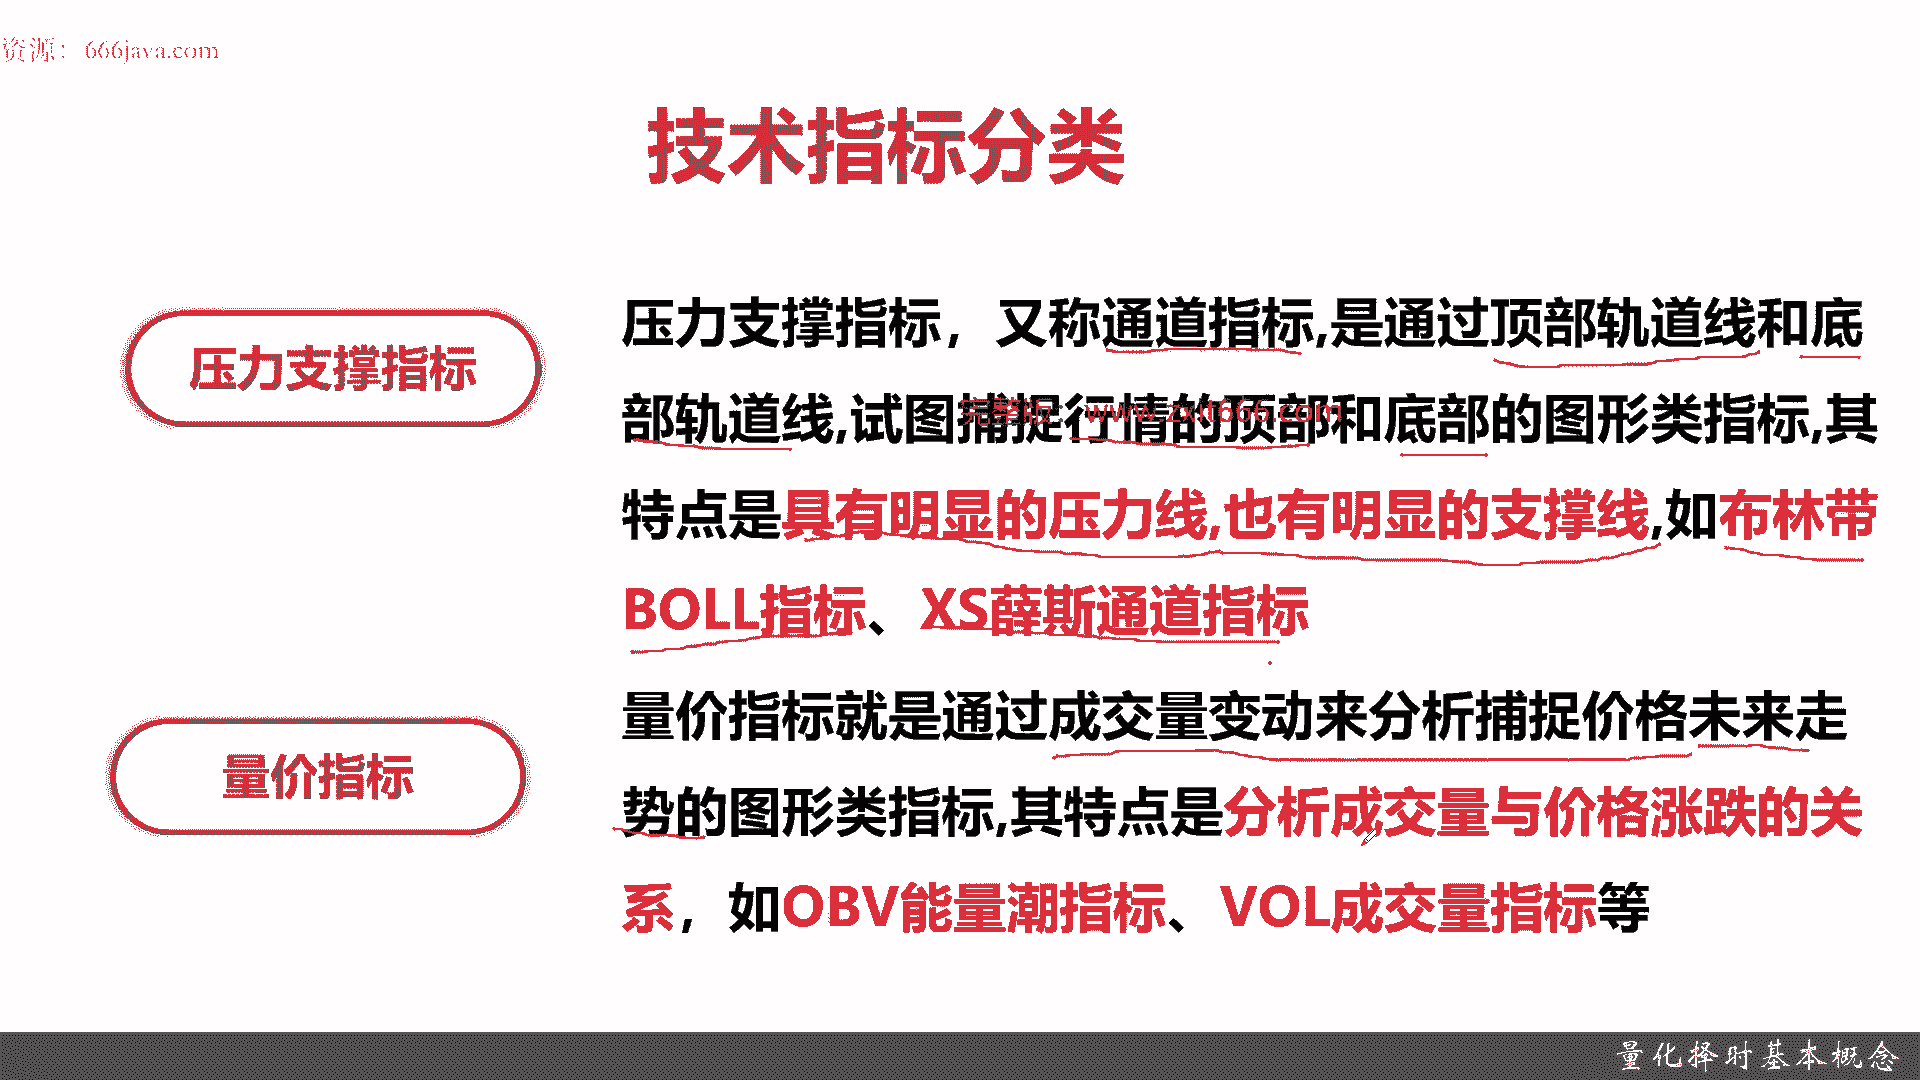 资源：666java.com
技术指标分类
压力支撑指标
压力支撑指标，又称通道指标,是通过顶部轨道线和底
部轨道线,试图捕捉行情的顶部和底部的图形类指标,其
完整版：www.zxit666.com
特点是具有明显的压力线,也有明显的支撑线,如布林带
BOLL指标、XS薛斯通道指标
量价指标
量价指标就是通过成交量变动来分析捕捉价格未来走
势的图形类指标,其特点是分析成交量与价格涨跌的关
系，如OBV能量潮指标、VOL成交量指标等
量化择时基本概念